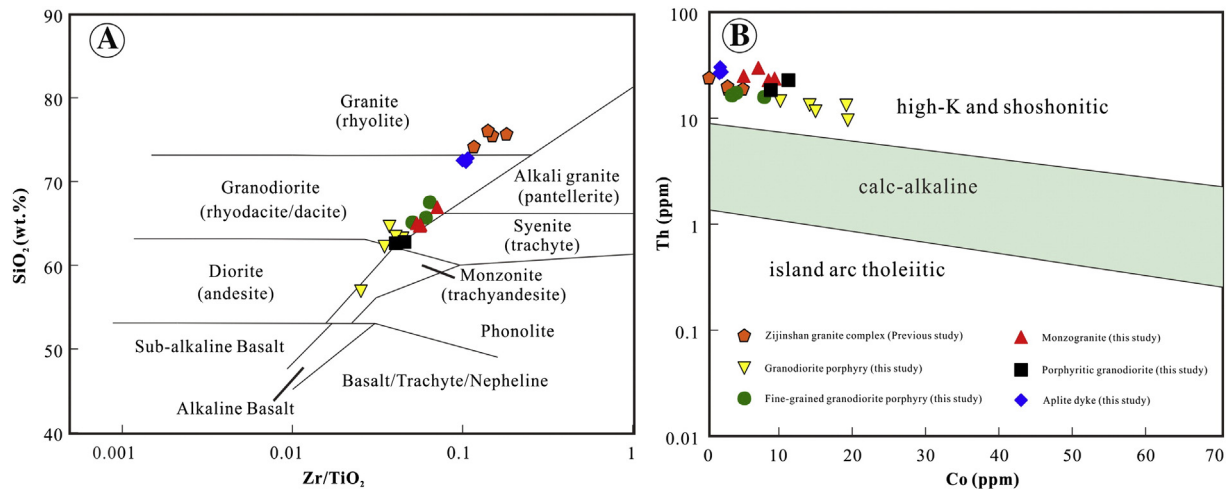 A
90
80
70
60
50
40
SiO₂ (wt.%)
0.001
0.01
0.1
1
Zr/TiO₂
Granite
(rhyolite)
Granodiorite
(rhyodacite/dacite)
Alkali granite
(pantellerite)
Syenite
(trachyte)
Diorite
(andesite)
Monzonite
(trachyandesite)
Phonolite
Sub-alkaline Basalt
Basalt/Trachyte/Nepheline
Alkaline Basalt
B
100
10
1
0.1
0.01
Th (ppm)
0
10
20
30
40
50
60
70
Co (ppm)
high-K and shoshonitic
calc-alkaline
island arc tholeiitic
Zijinshan granite complex (Previous study)
Granodiorite porphyry (this study)
Fine-grained granodiorite porphyry (this study)
Monzogranite (this study)
Porphyritic granodiorite (this study)
Aplite dyke (this study)